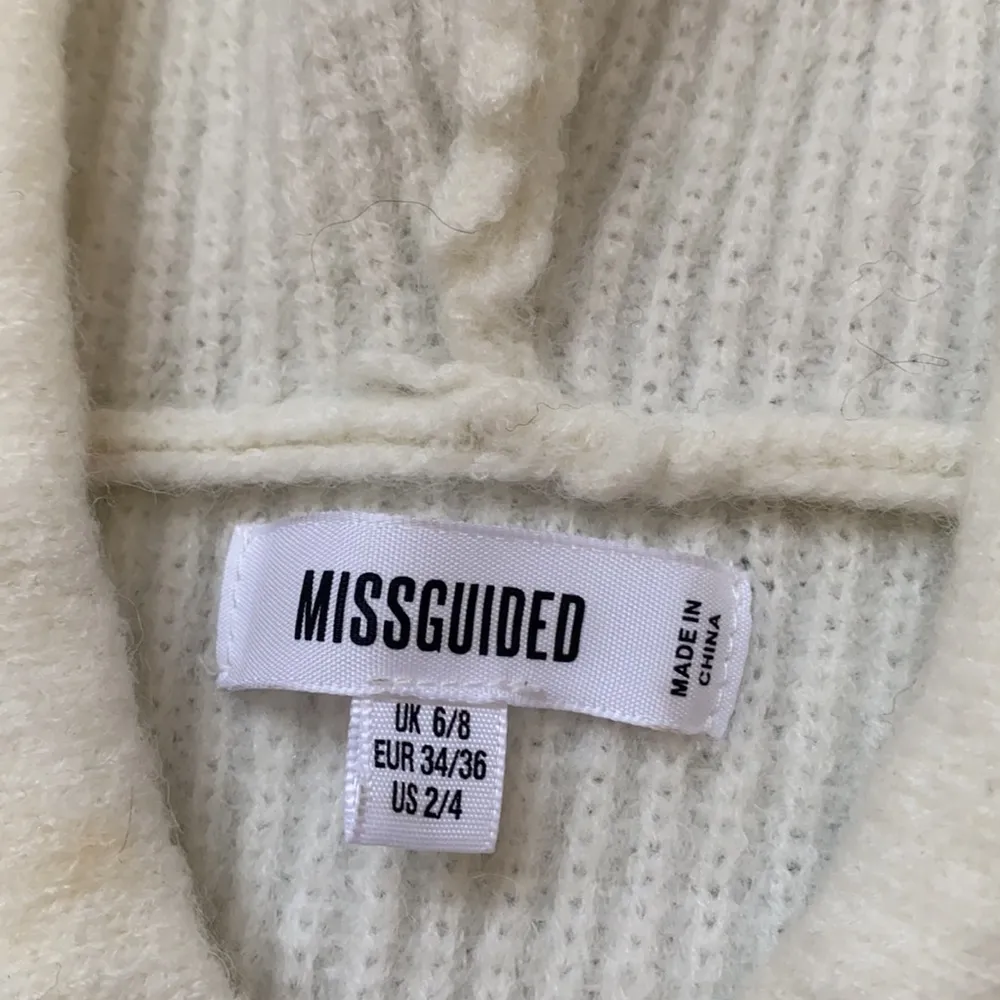 MISSGUIDED
MADE IN
CHINA
UK 6/8
EUR 34/36
US 2/4